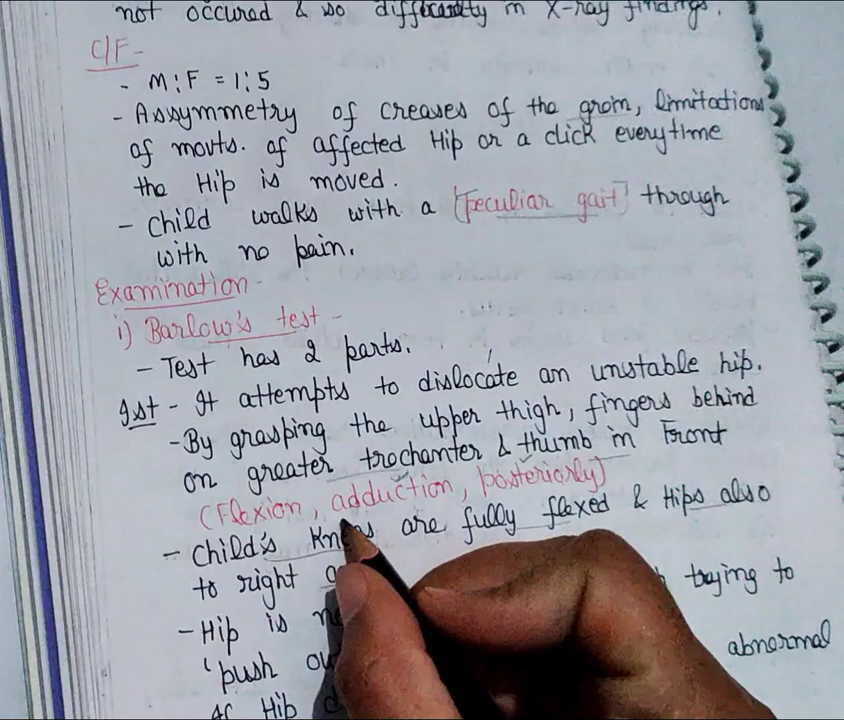 not occured & so difficulty in X-ray findings.
C/F -
- M:F = 1:5
- Assymmetry of creases of the groin, limitations
of movts. of affected Hip or a click everytime
the Hip is moved.
- Child walks with a [peculiar gait] through
with no pain.
Examination -
i) Barlow's test -
- Test has 2 parts.
Ist - It attempts to dislocate an unstable hip.
- By grasping the upper thigh, fingers behind
on greater trochanter & thumb in Front
(Flexion, adduction, posteriorly)
- Child's Knees are fully flexed & Hips also
to right trying to
- Hip is abnormal
'push ou
Hip